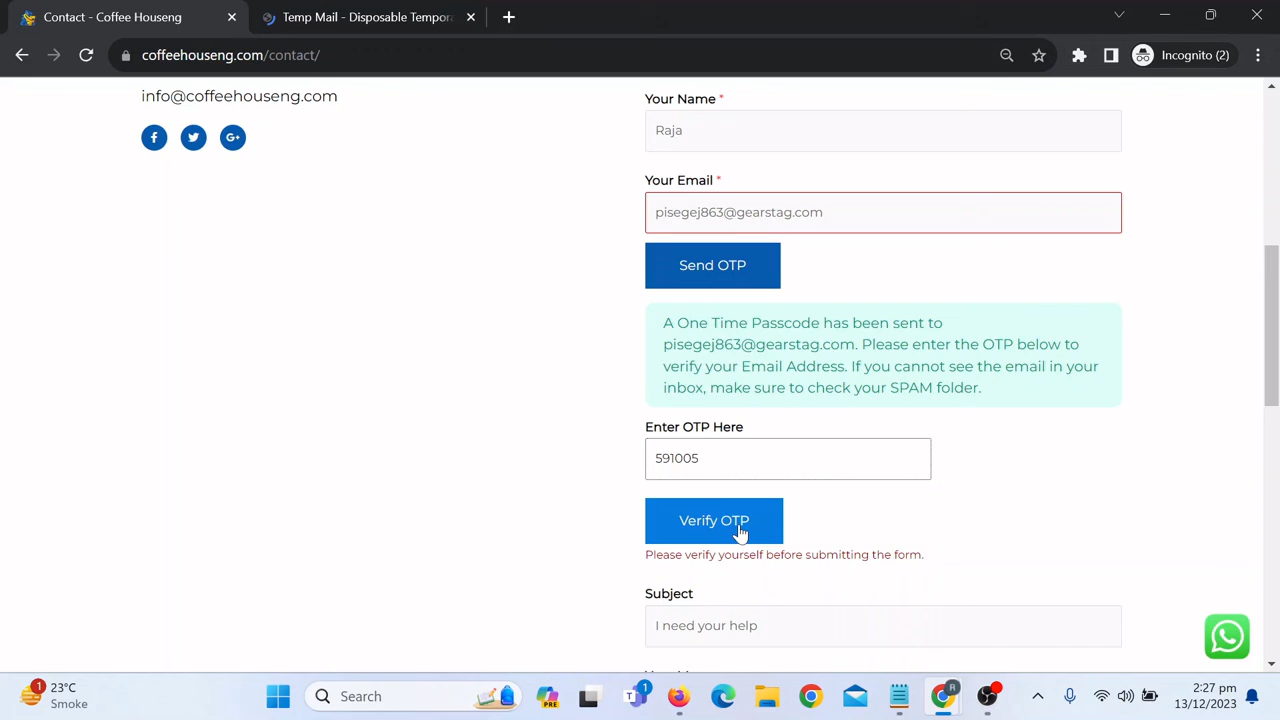 Contact - Coffee Houseng
Temp Mail - Disposable Tempora
coffeehouseng.com/contact/
Incognito (2)
info@coffeehouseng.com
Your Name *
Raja
Your Email *
pisegej863@gearstag.com
Send OTP
A One Time Passcode has been sent to
pisegej863@gearstag.com. Please enter the OTP below to
verify your Email Address. If you cannot see the email in your
inbox, make sure to check your SPAM folder.
Enter OTP Here
591005
Verify OTP
Please verify yourself before submitting the form.
Subject
I need your help
1
23°C
Smoke
Search
PRE
1
R
2:27 pm
13/12/2023